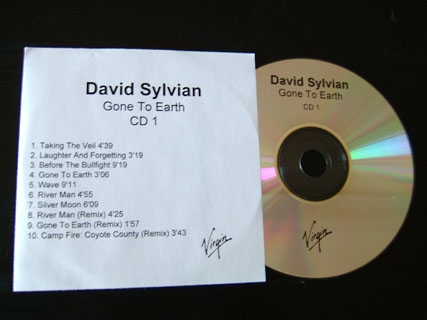 David Sylvian
Gone To Earth
CD 1
1. Taking The Veil 4'39
2. Laughter And Forgetting 3'19
3. Before The Bullfight 9'19
4. Gone To Earth 3'06
5. Wave 9'11
6. River Man 4'55
7. Silver Moon 6'09
8. River Man (Remix) 4'25
9. Gone To Earth (Remix) 1'57
10. Camp Fire: Coyote County (Remix) 3'43
Virgin
David Sylvian
Gone To Earth
CD 1
Virgin